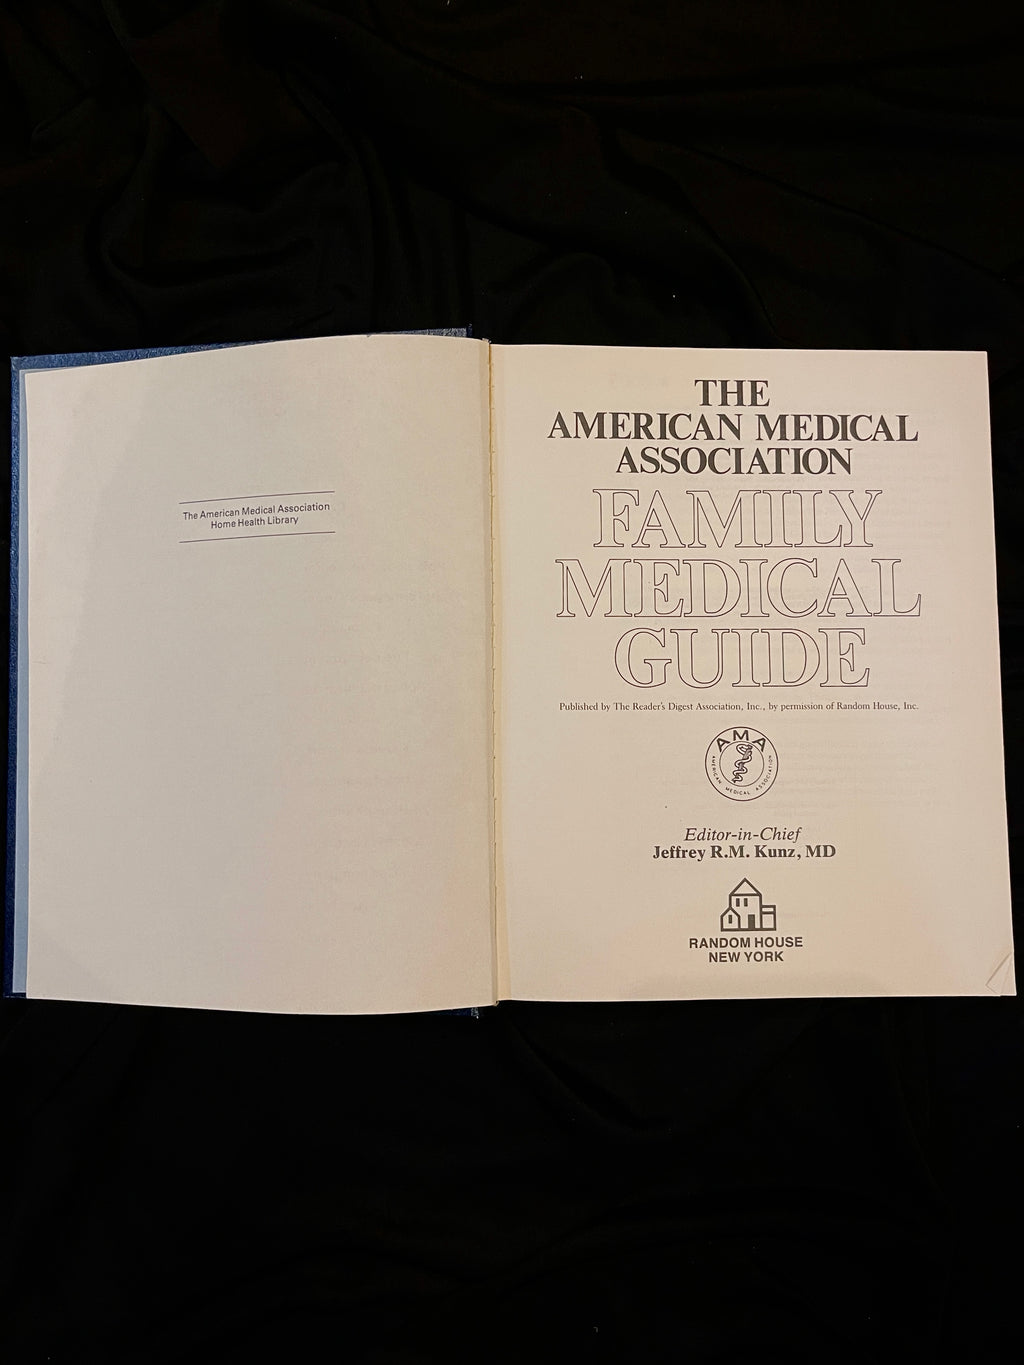 The American Medical Association
Home Health Library
THE
AMERICAN MEDICAL
ASSOCIATION
FAMILY
MEDICAL
GUIDE
Published by The Reader's Digest Association, Inc., by permission of Random House, Inc.
AMA
AMERICAN MEDICAL ASSOCIATION
Editor-in-Chief
Jeffrey R.M. Kunz, MD
RANDOM HOUSE
NEW YORK